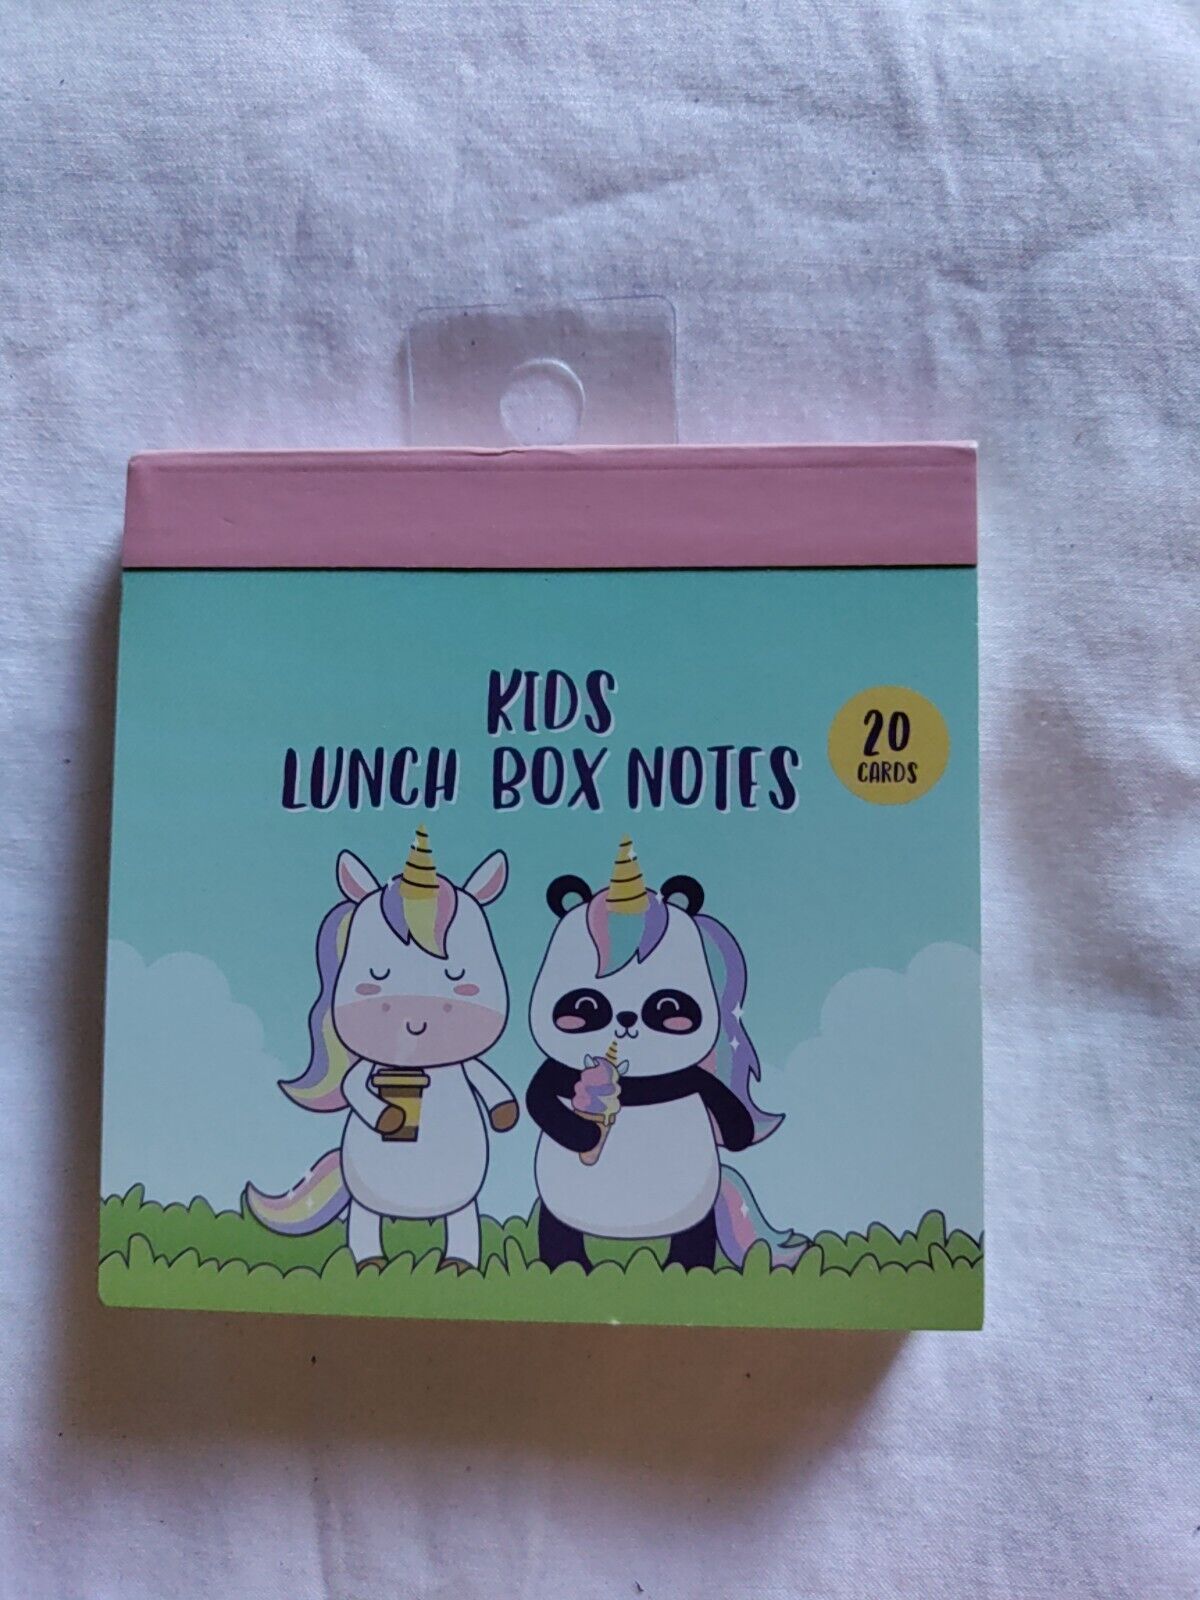 KIDS
LUNCH BOX NOTES
20
CARDS